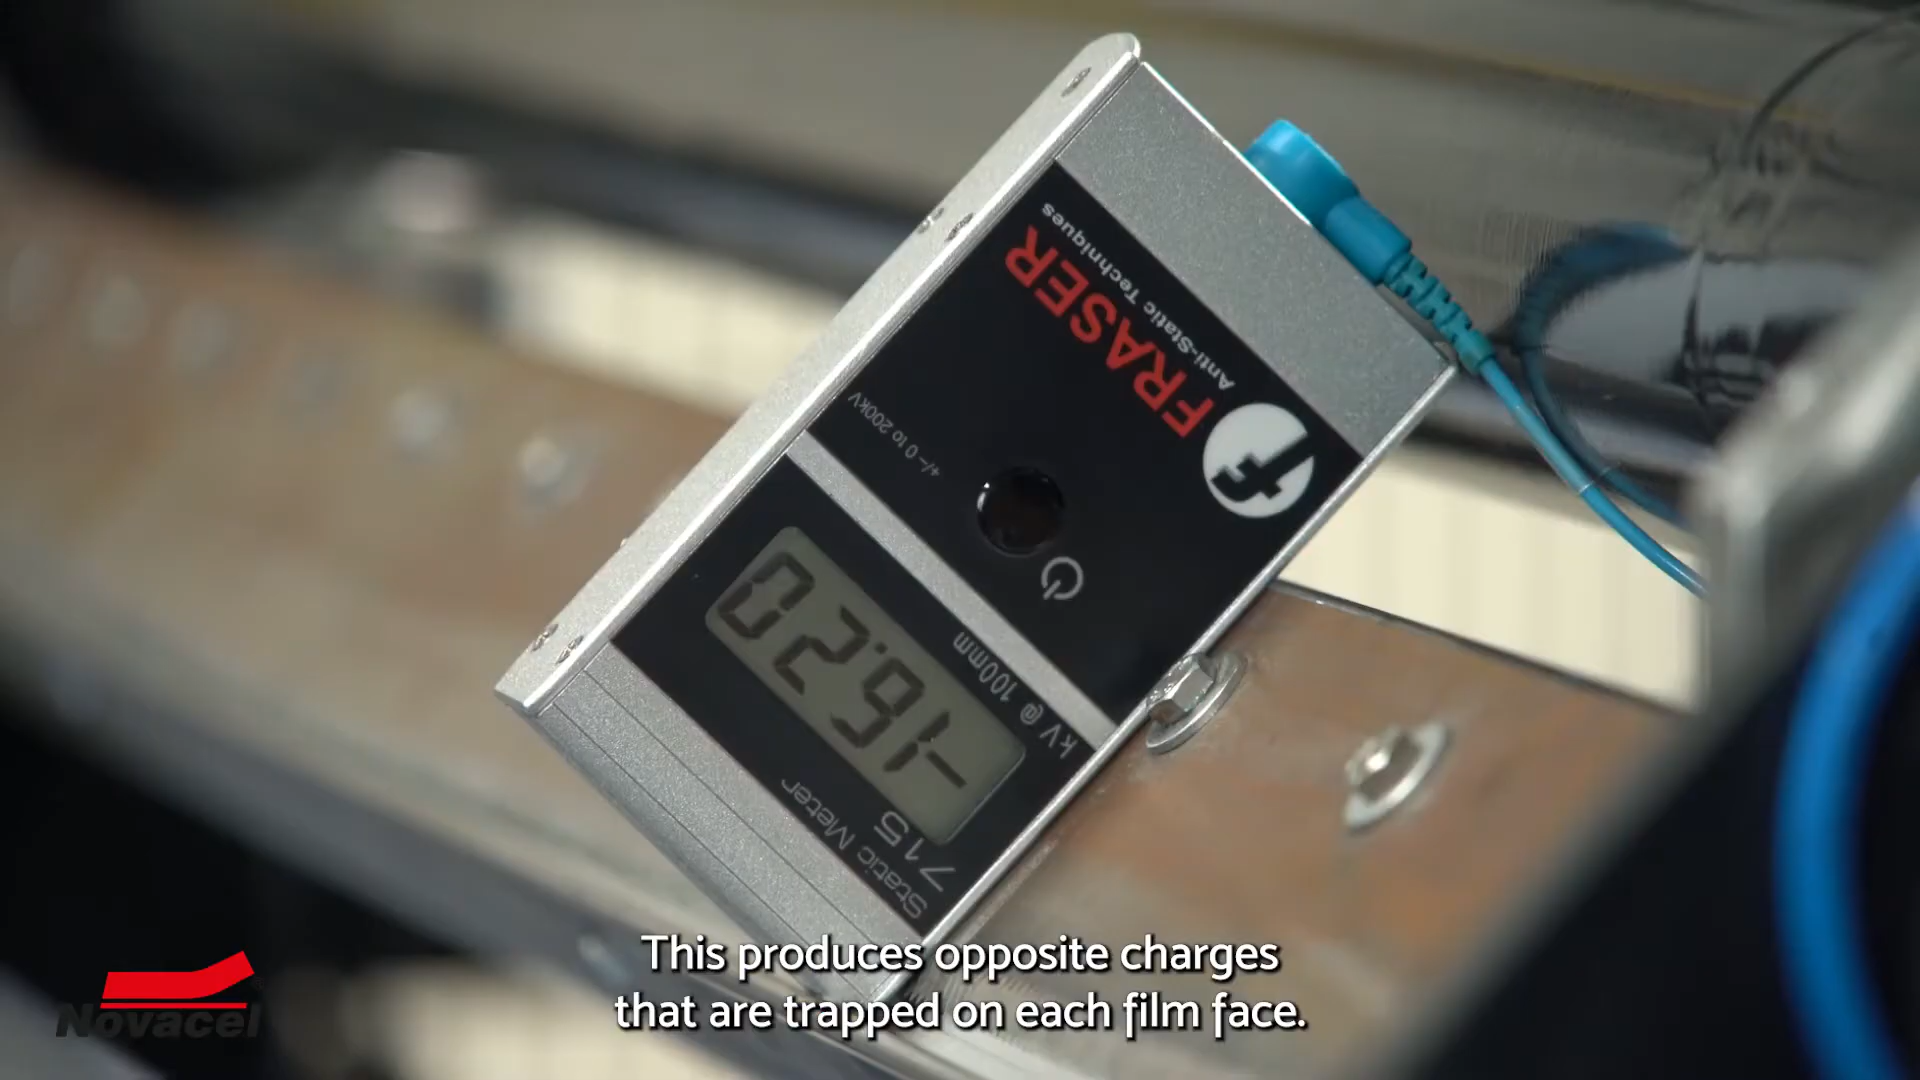 Static Meter
715
-16.20
kV @ 100mm
+/- 0 to 200kV
f FRASER
Anti-Static Techniques
This produces opposite charges
that are trapped on each film face.
Novacel®